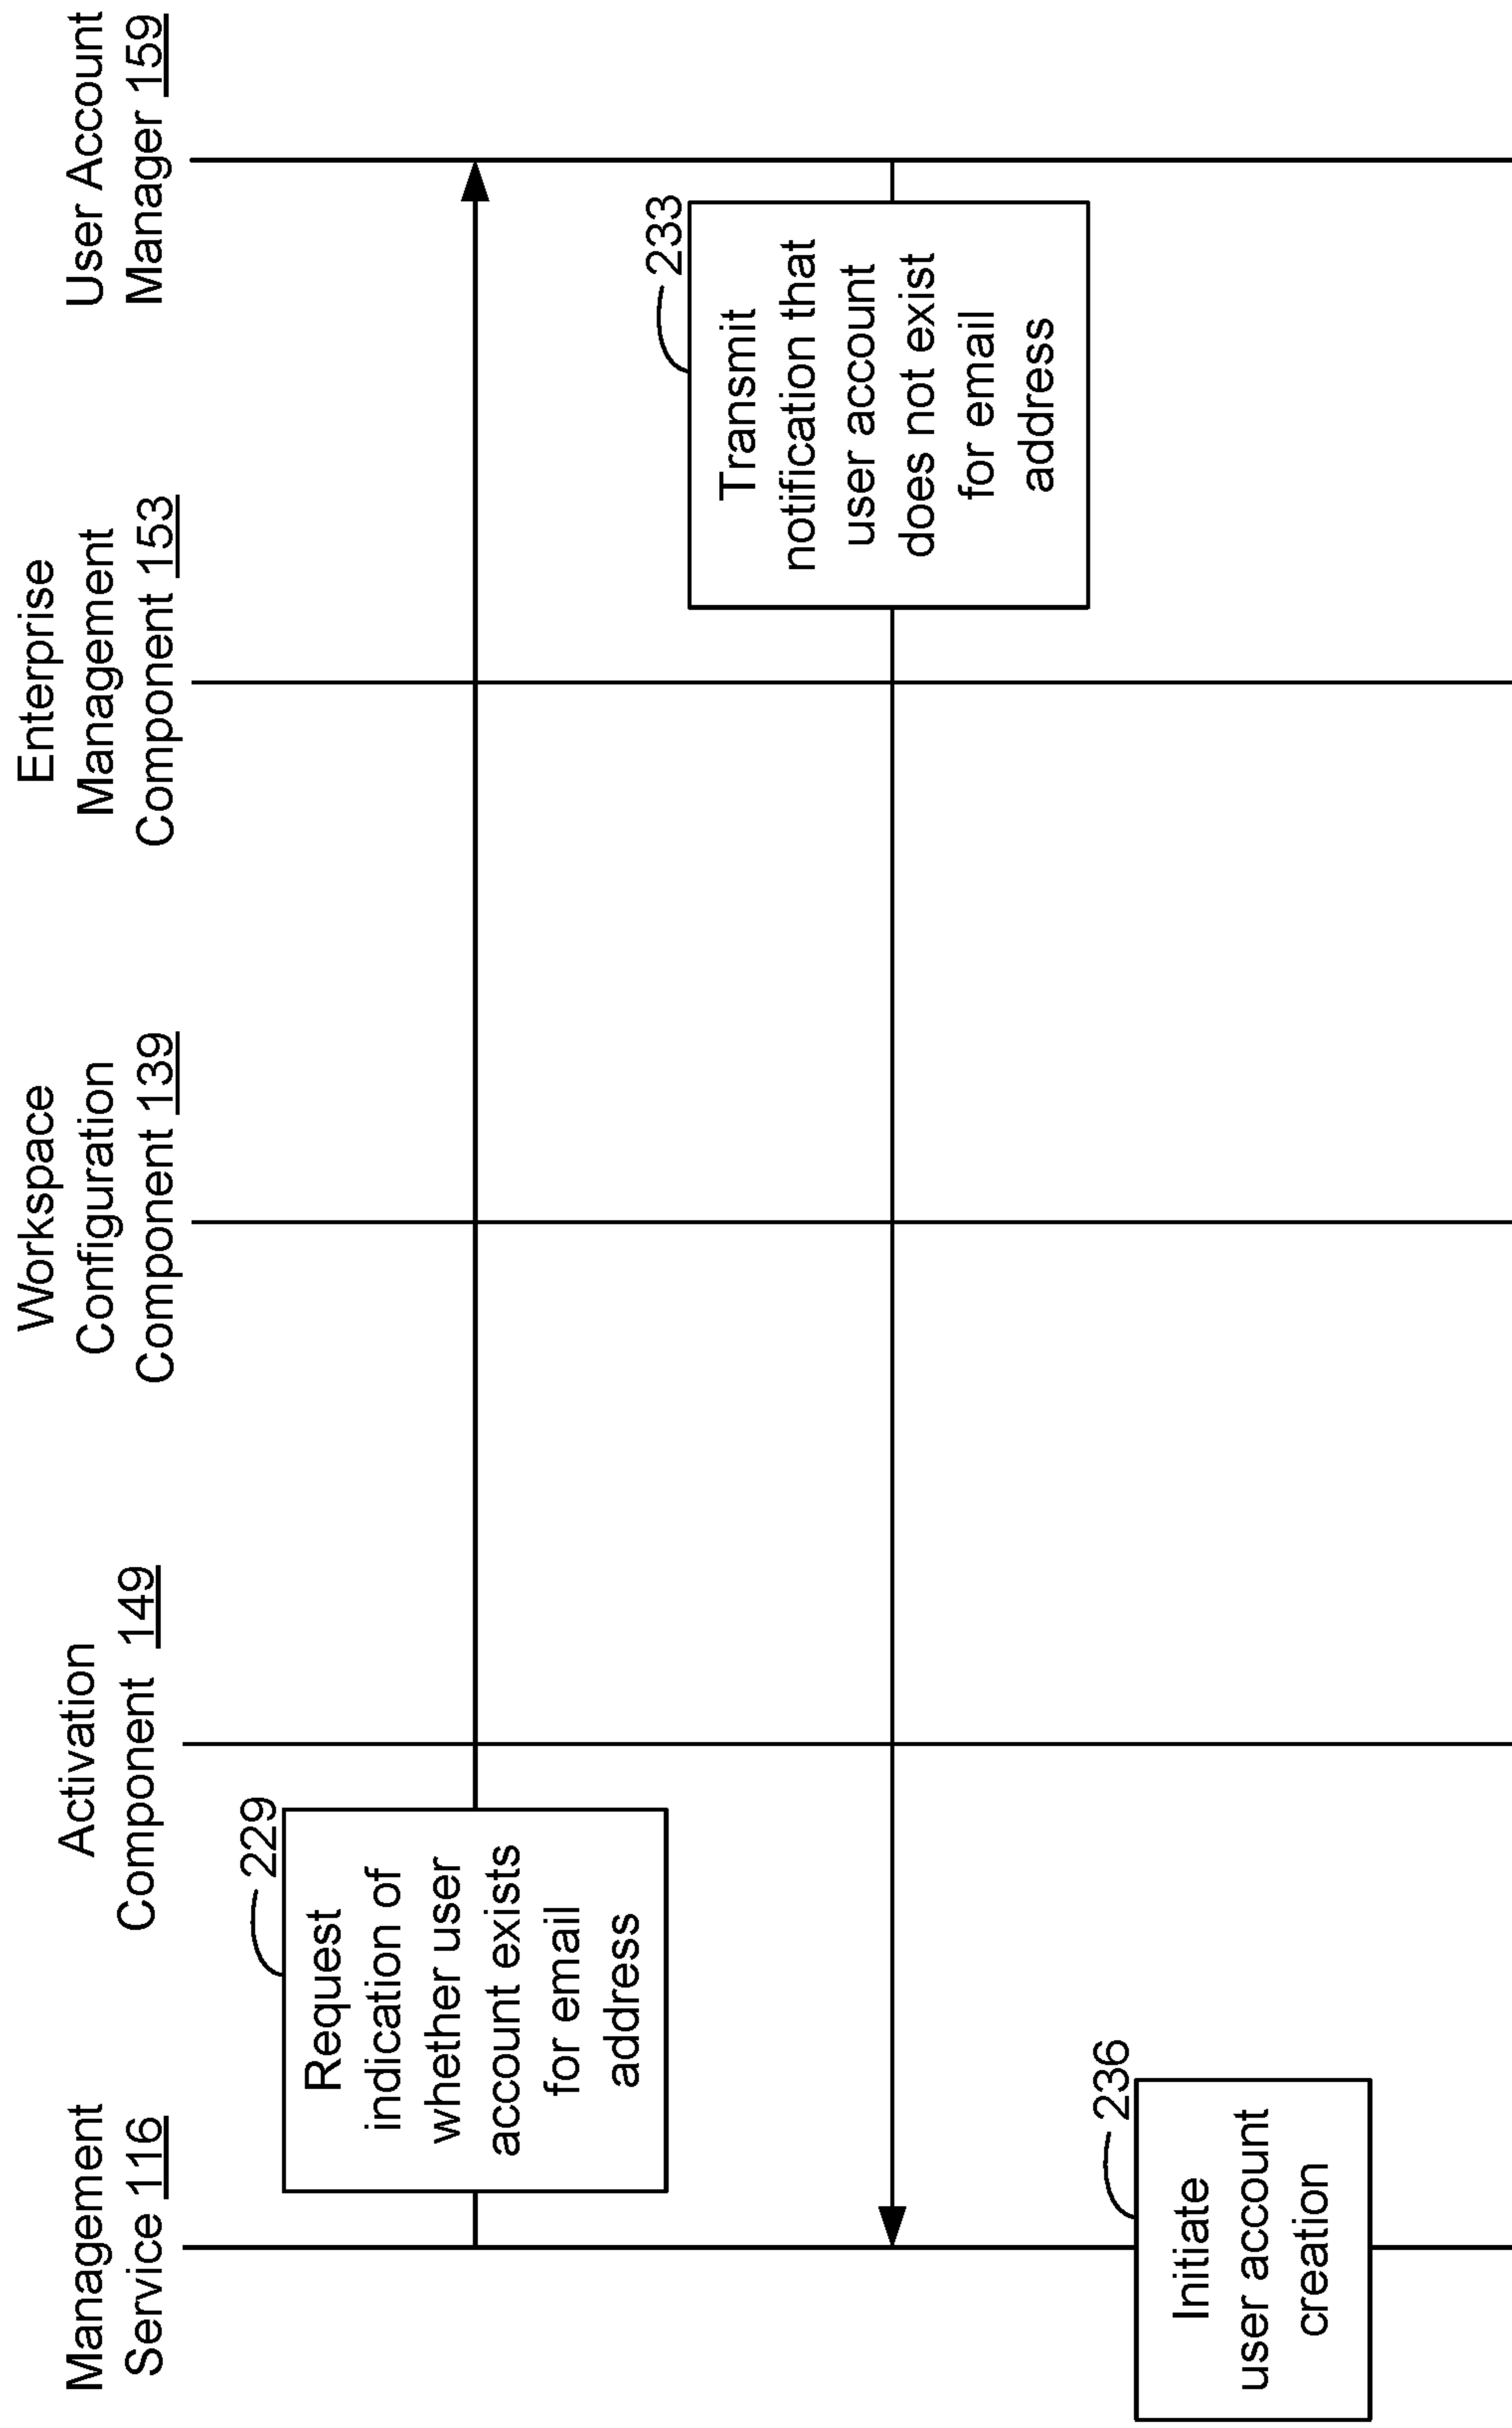 Management
Service 116
Activation
Component 149
Workspace
Configuration
Component 139
Enterprise
Management
Component 153
User Account
Manager 159
229
Request
indication of
whether user
account exists
for email
address
233
Transmit
notification that
user account
does not exist
for email
address
236
Initiate
user account
creation